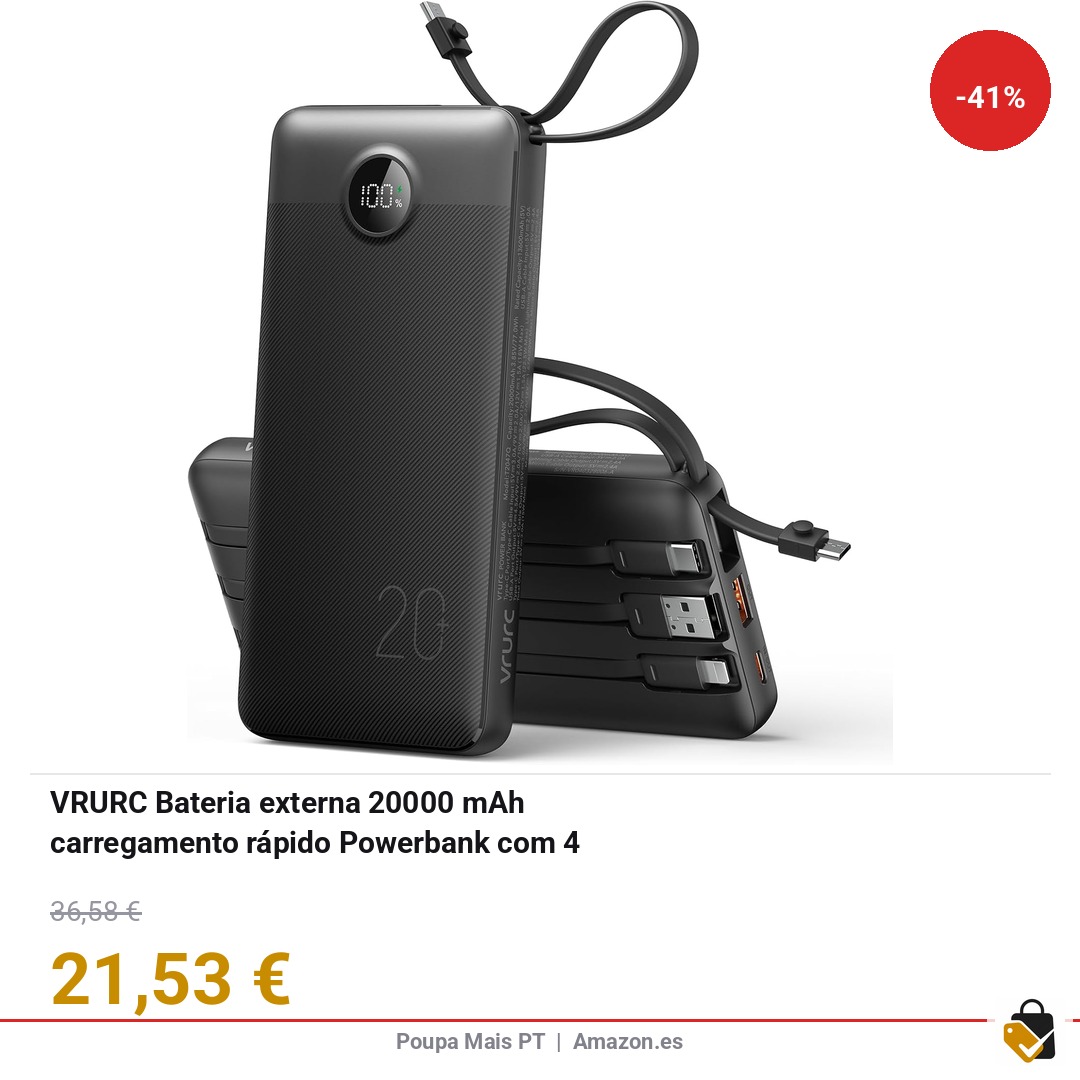 -41%
100%
20
vrurc
VRURC Bateria externa 20000 mAh
carregamento rápido Powerbank com 4
36,58 €
21,53 €
Poupa Mais PT | Amazon.es